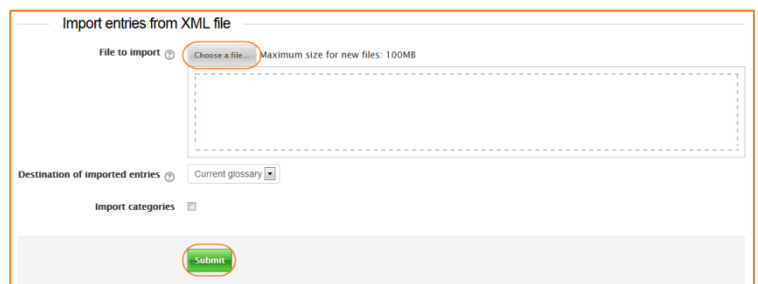 Import entries from XML file
File to import
Choose a file... Maximum size for new files: 100MB
Destination of imported entries
Current glossary
Import categories
Submit